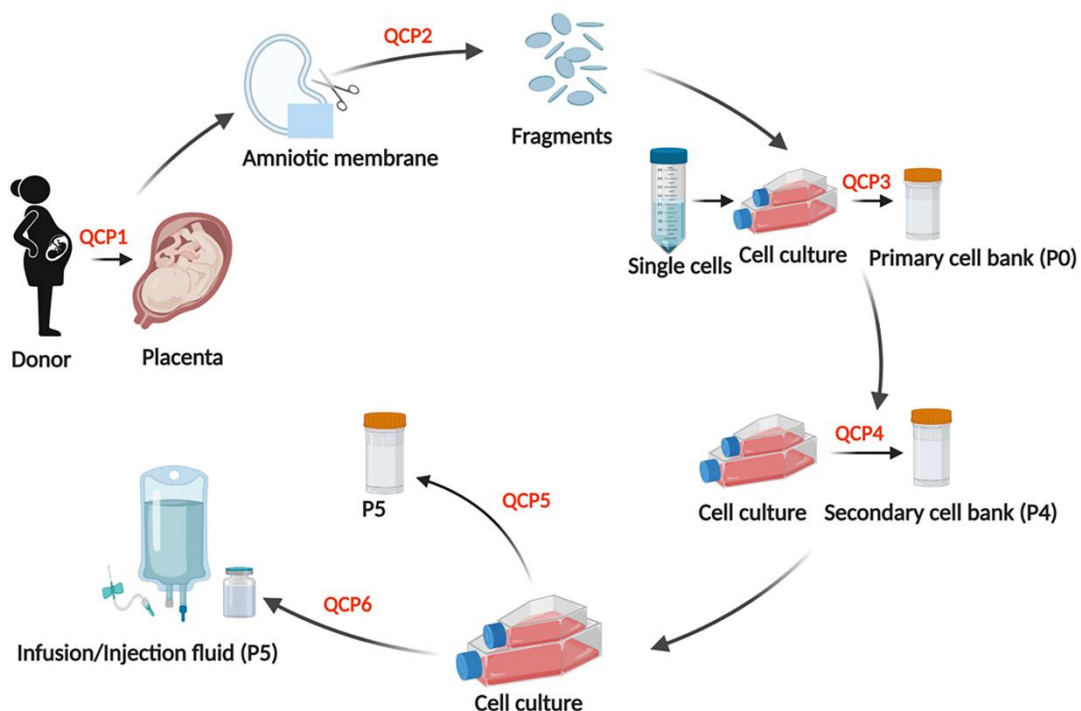 QCP2
Amniotic membrane
Fragments
QCP1
Donor
Placenta
Single cells
Cell culture
QCP3
Primary cell bank (P0)
QCP4
Cell culture
Secondary cell bank (P4)
P5
QCP5
QCP6
Infusion/Injection fluid (P5)
Cell culture